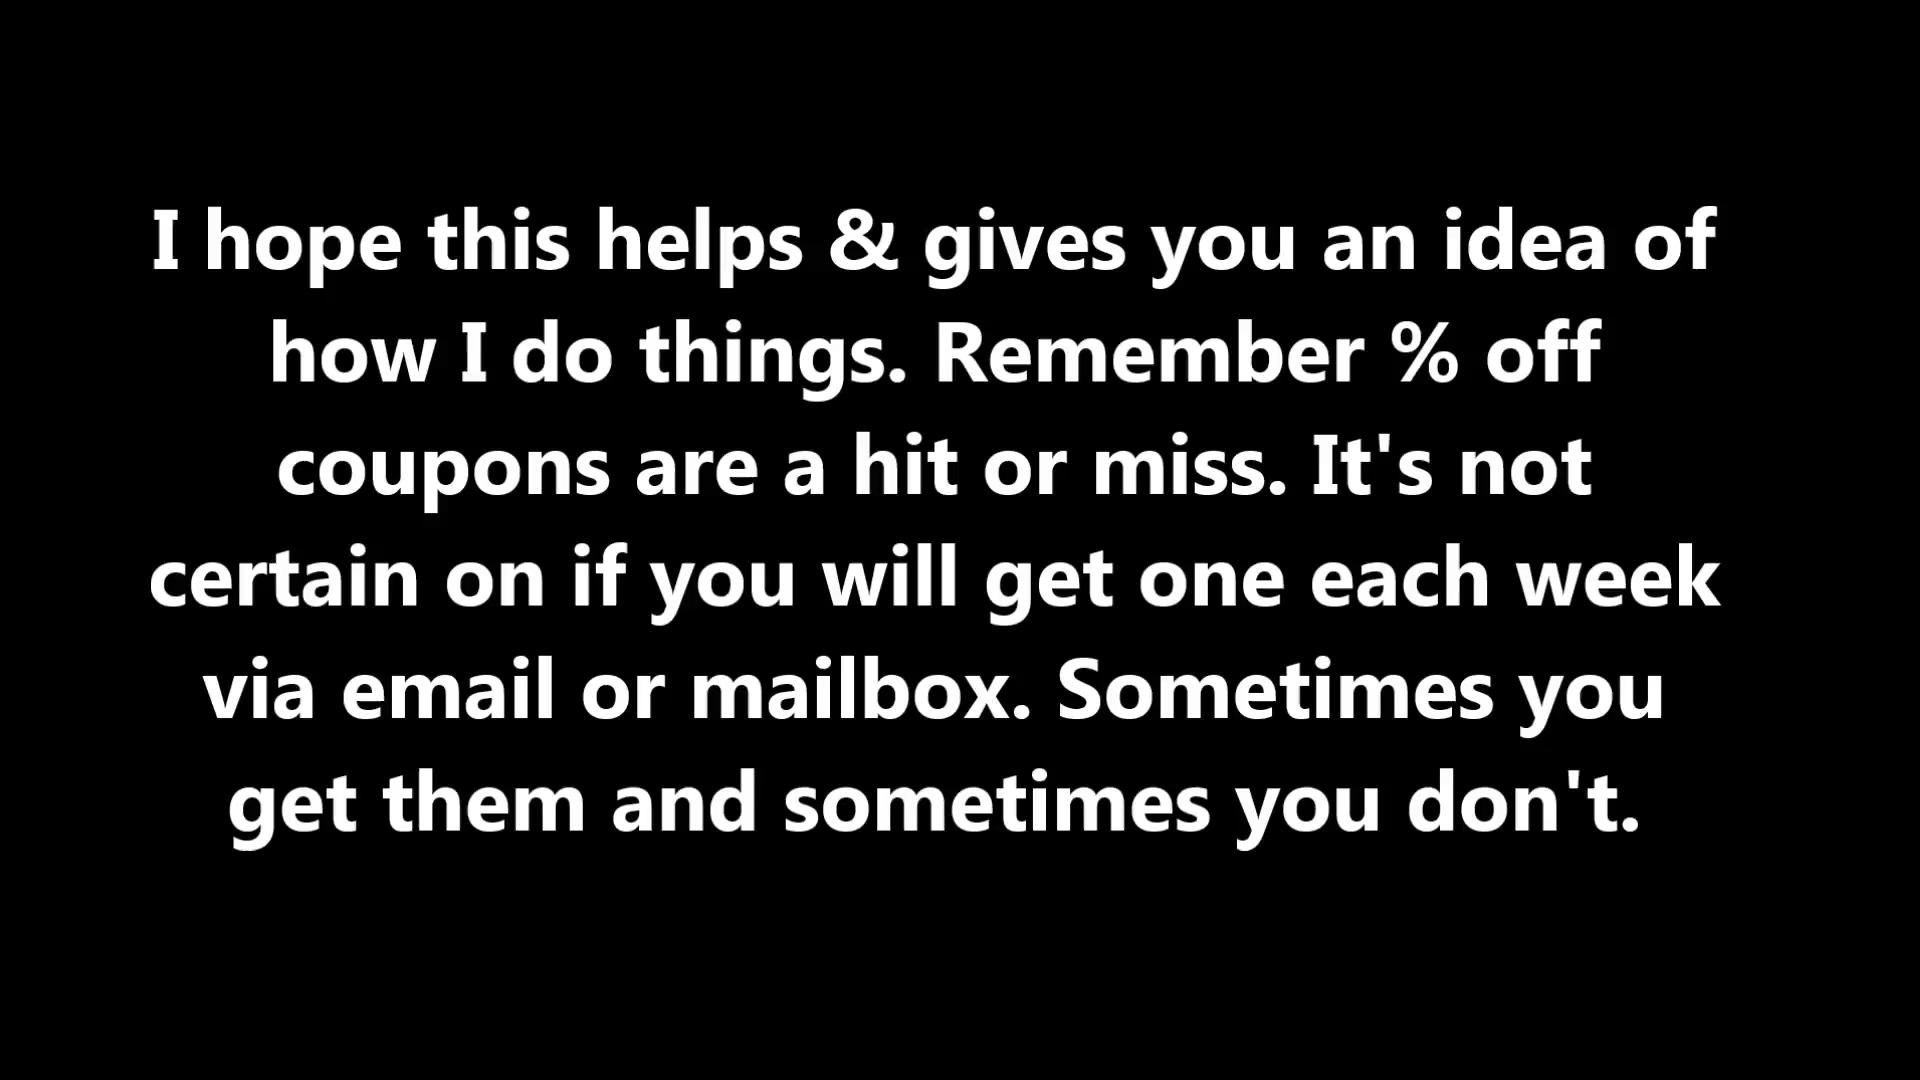 I hope this helps & gives you an idea of
how I do things. Remember % off
coupons are a hit or miss. It's not
certain on if you will get one each week
via email or mailbox. Sometimes you
get them and sometimes you don't.